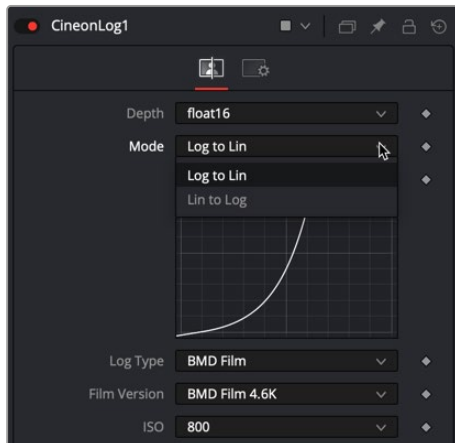 CineonLog1
Depth float16
Mode Log to Lin
Log to Lin
Lin to Log
Log Type BMD Film
Film Version BMD Film 4.6K
ISO 800